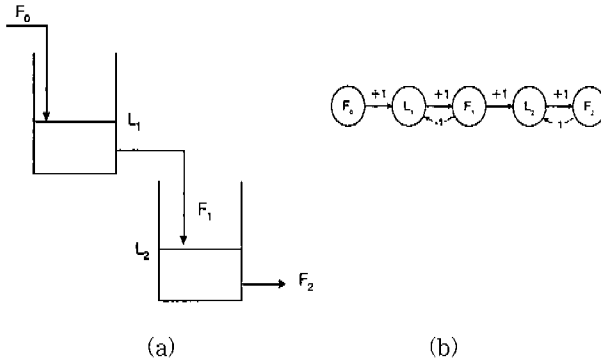 F₀
L₁
F₁
L₂
F₂
(a)
+1 +1 +1 +1
F₀ L₁ F₁ L₂ F₂
-1 -1
(b)